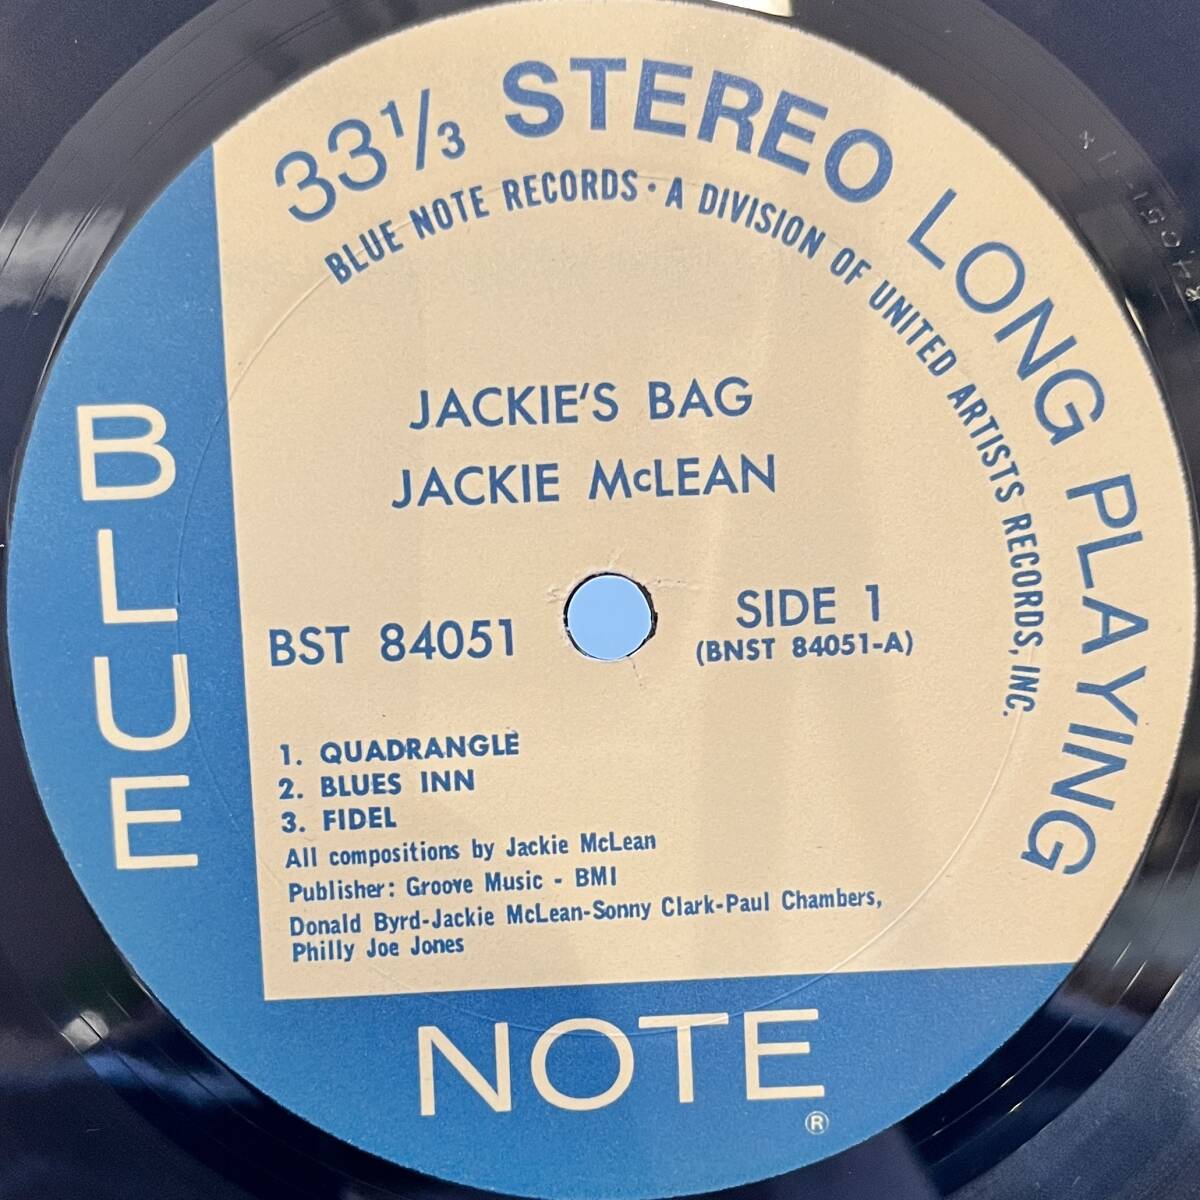 33⅓ STEREO LONG PLAYING
BLUE NOTE RECORDS · A DIVISION OF UNITED ARTISTS RECORDS, INC.
JACKIE'S BAG
JACKIE McLEAN
BST 84051
SIDE 1
(BNST 84051-A)
1. QUADRANGLE
2. BLUES INN
3. FIDEL
All compositions by Jackie McLean
Publisher: Groove Music - BMI
Donald Byrd-Jackie McLean-Sonny Clark-Paul Chambers,
Philly Joe Jones
BLUE
NOTE
®